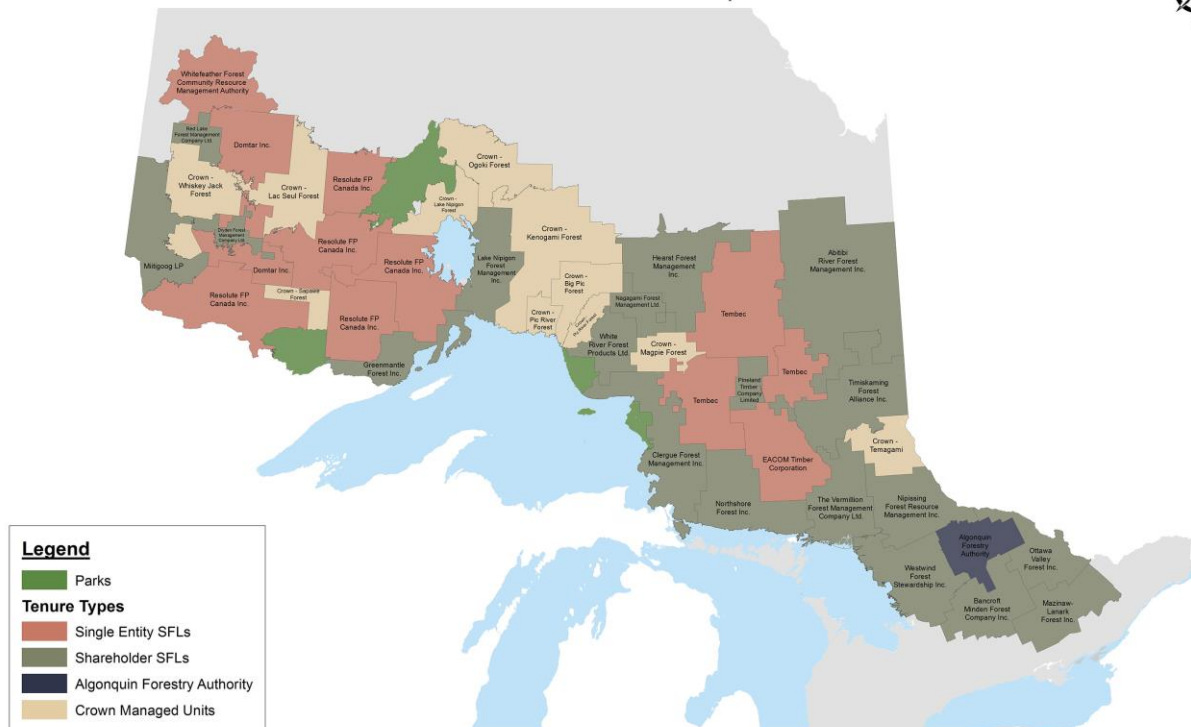 Whitefeather Forest
Community Resource
Management Authority
Red Lake
Forest Management
Company Ltd.
Domtar Inc.
Crown -
Whiskey Jack
Forest
Crown -
Lac Seul Forest
Resolute FP
Canada Inc.
Crown -
Ogoki Forest
Crown -
Lake Nipigon
Forest
Dryden Forest
Management
Company Ltd.
Miitigoog LP
Domtar Inc.
Resolute FP
Canada Inc.
Resolute FP
Canada Inc.
Lake Nipigon
Forest
Management
Inc.
Crown -
Kenogami Forest
Resolute FP
Canada Inc.
Crown - Sapawe
Forest
Resolute FP
Canada Inc.
Greenmantle
Forest Inc.
Crown -
Big Pic
Forest
Crown -
Pic River
Forest
Crown -
Pic River Forest
Hearst Forest
Management
Inc.
Nagagami Forest
Management Ltd.
White
River Forest
Products Ltd
Crown -
Magpie Forest
Tembec
Abitibi
River Forest
Management Inc.
Tembec
Pineland
Timber
Company
Limited
Tembec
Timiskaming
Forest
Alliance Inc.
Crown -
Temagami
Clergue Forest
Management Inc.
EACOM Timber
Corporation
Northshore
Forest Inc.
The Vermillion
Forest Management
Company Ltd.
Nipissing
Forest Resource
Management Inc.
Algonquin
Forestry
Authority
Ottawa
Valley
Forest Inc.
Westwind
Forest
Stewardship Inc.
Bancroft
Minden Forest
Company Inc.
Mazinaw-
Lanark
Forest Inc.
Legend
Parks
Tenure Types
Single Entity SFLs
Shareholder SFLs
Algonquin Forestry Authority
Crown Managed Units